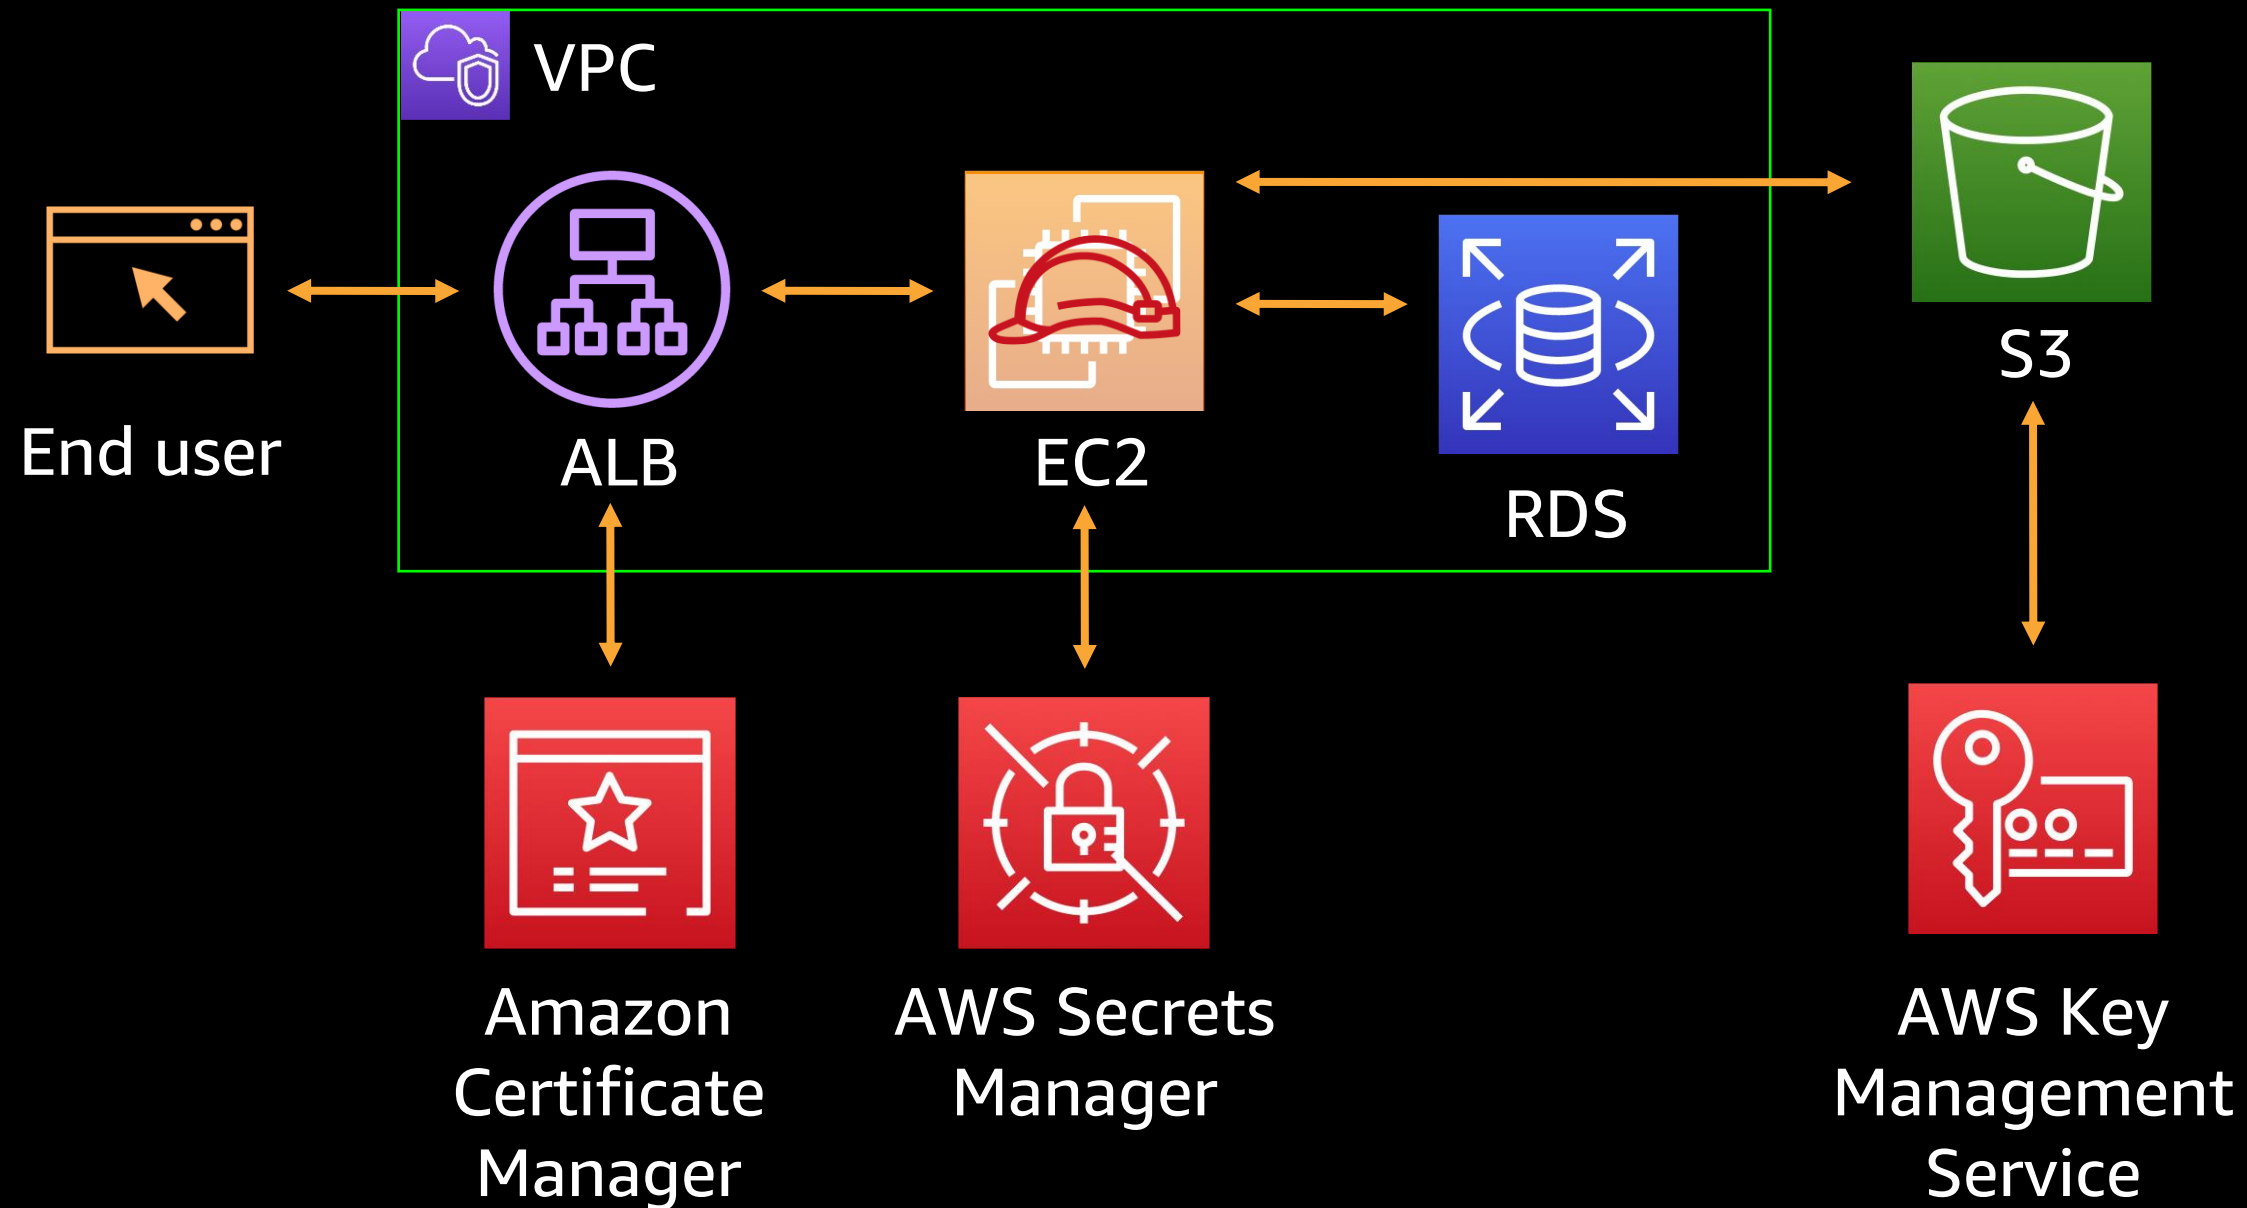 VPC
End user
ALB
EC2
RDS
S3
Amazon
Certificate
Manager
AWS Secrets
Manager
AWS Key
Management
Service